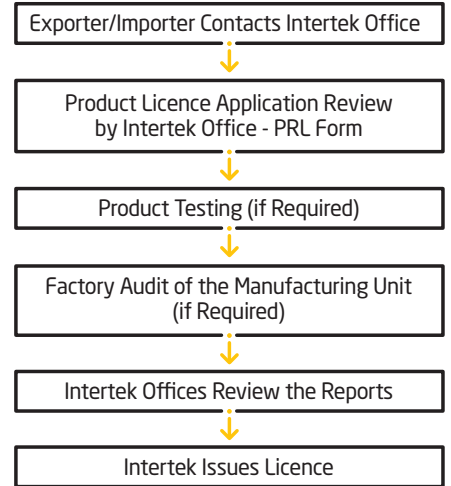 Exporter/Importer Contacts Intertek Office
Product Licence Application Review
by Intertek Office - PRL Form
Product Testing (if Required)
Factory Audit of the Manufacturing Unit
(if Required)
Intertek Offices Review the Reports
Intertek Issues Licence